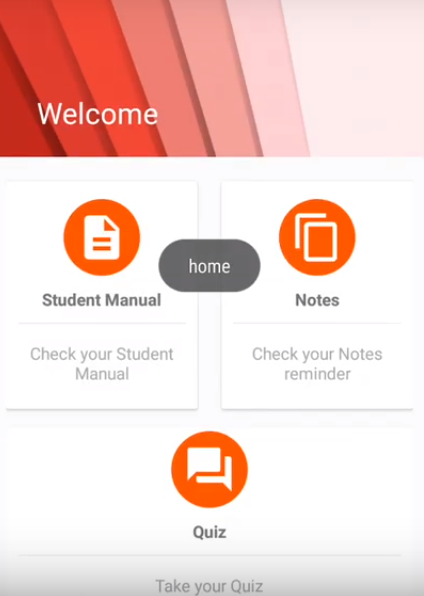 Welcome
home
Student Manual
Notes
Check your Student
Manual
Check your Notes
reminder
Quiz
Take your Quiz